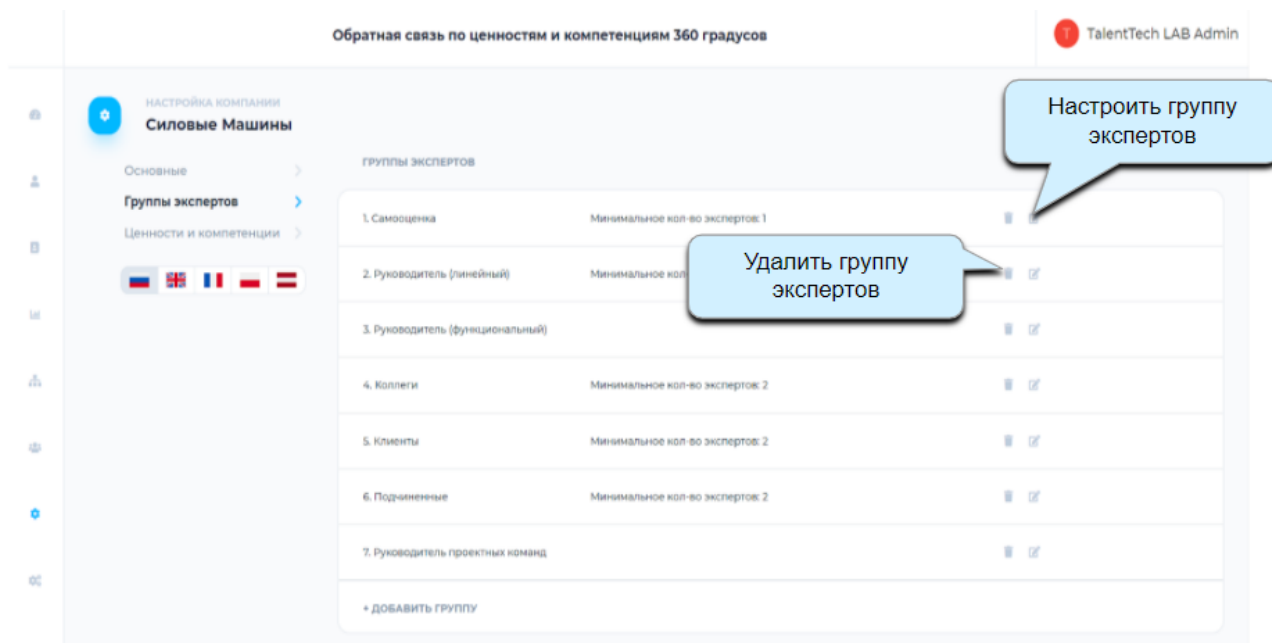 Обратная связь по ценностям и компетенциям 360 градусов
T
TalentTech LAB Admin
НАСТРОЙКА КОМПАНИИ
Силовые Машины
Настроить группу
экспертов
Основные
Группы экспертов
Ценности и компетенции
ГРУППЫ ЭКСПЕРТОВ
1. Самооценка Минимальное кол-во экспертов: 1
Удалить группу
экспертов
2. Руководитель (линейный) Минимальное кол
3. Руководитель (функциональный)
4. Коллеги Минимальное кол-во экспертов: 2
5. Клиенты Минимальное кол-во экспертов: 2
6. Подчиненные Минимальное кол-во экспертов: 2
7. Руководитель проектных команд
+ ДОБАВИТЬ ГРУППУ